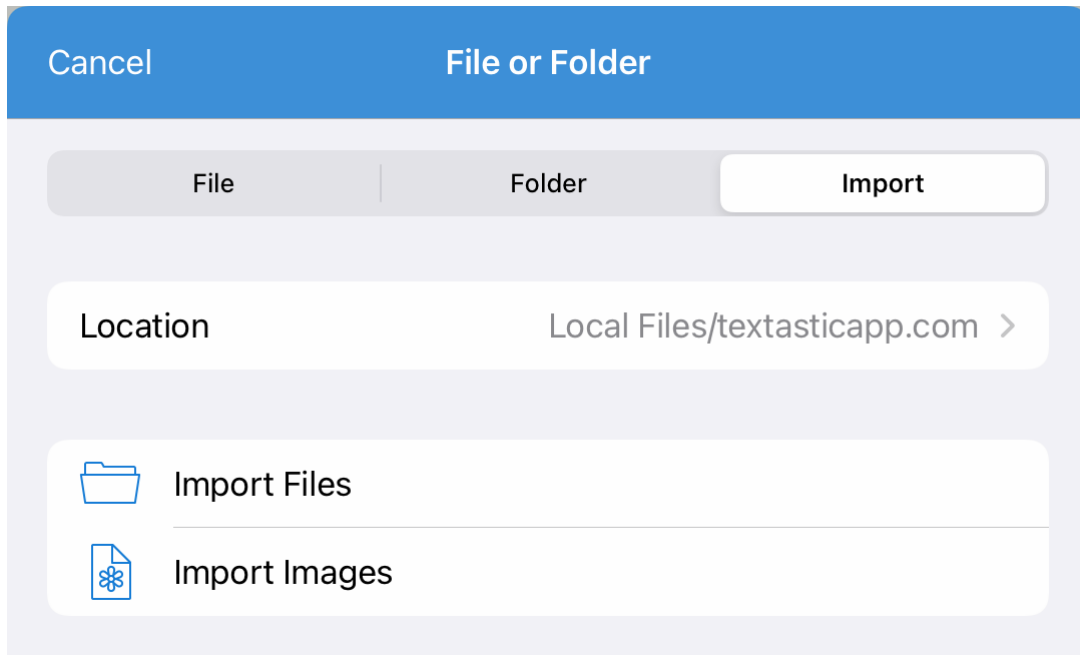 Cancel
File or Folder
File
Folder
Import
Location
Local Files/textasticapp.com
Import Files
Import Images